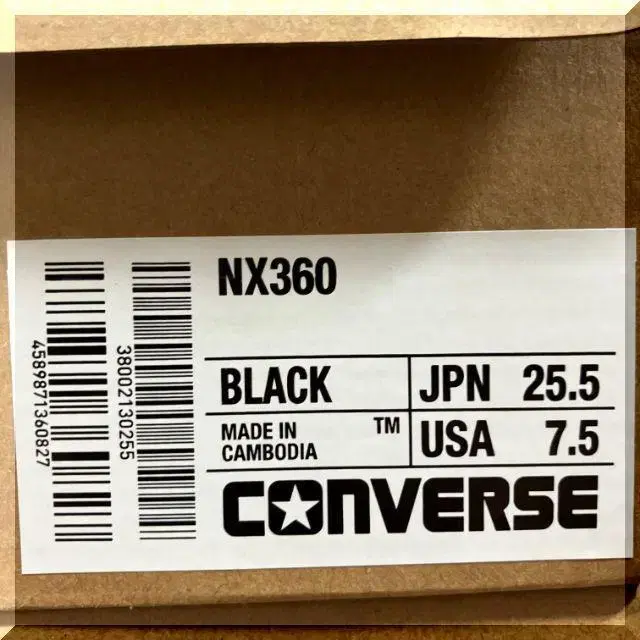 NX360
BLACK
JPN 25.5
MADE IN
CAMBODIA
™
USA 7.5
CONVERSE
4589871360827
38002130255